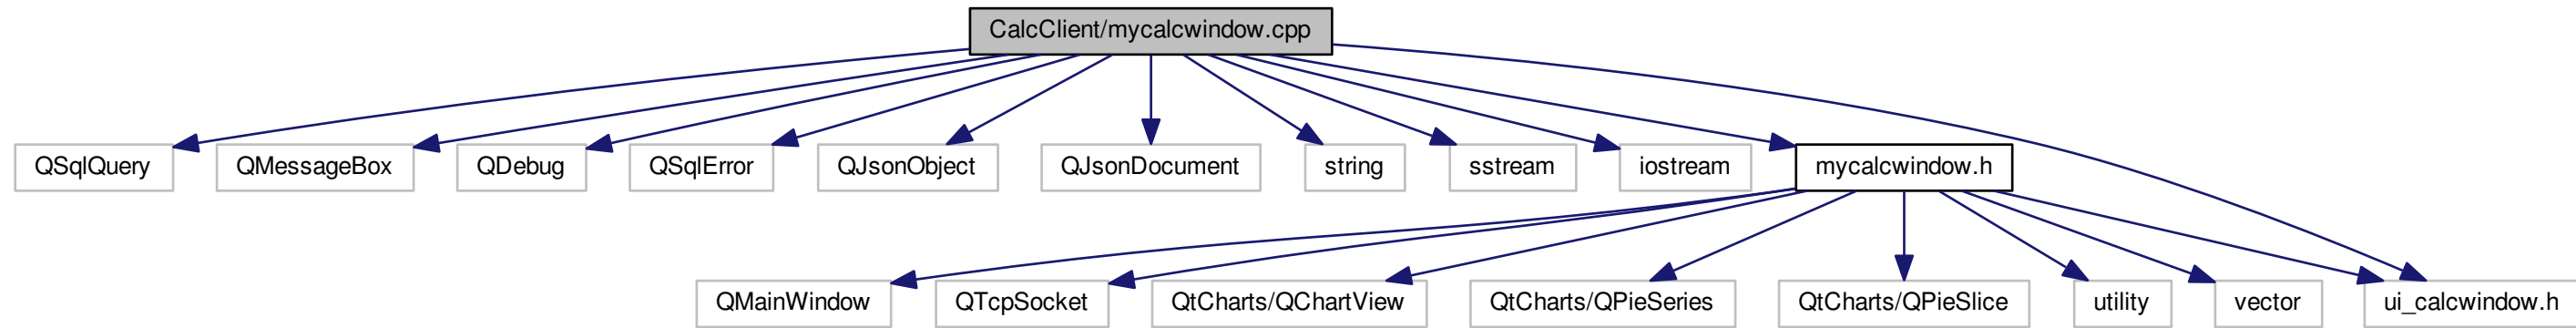 CalcClient/mycalcwindow.cpp
QSqlQuery
QMessageBox
QDebug
QSqlError
QJsonObject
QJsonDocument
string
sstream
iostream
mycalcwindow.h
QMainWindow
QTcpSocket
QtCharts/QChartView
QtCharts/QPieSeries
QtCharts/QPieSlice
utility
vector
ui_calcwindow.h